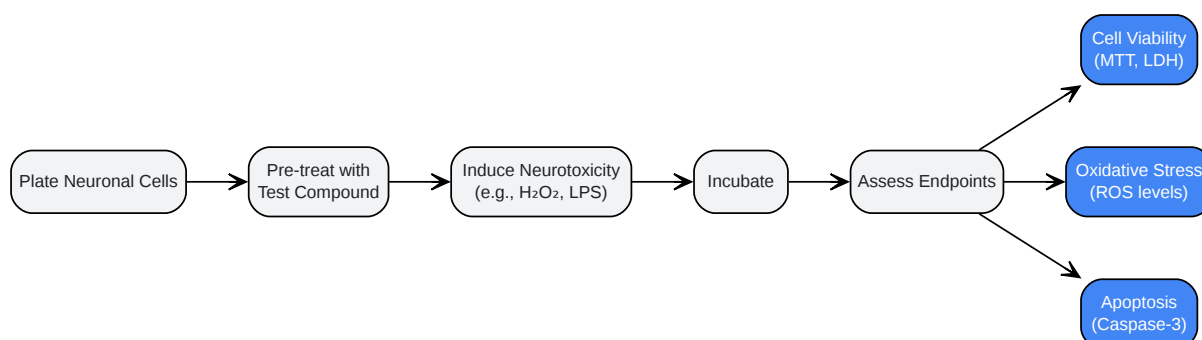 Plate Neuronal Cells
Pre-treat with
Test Compound
Induce Neurotoxicity
(e.g., H₂O₂, LPS)
Incubate
Assess Endpoints
Cell Viability
(MTT, LDH)
Oxidative Stress
(ROS levels)
Apoptosis
(Caspase-3)